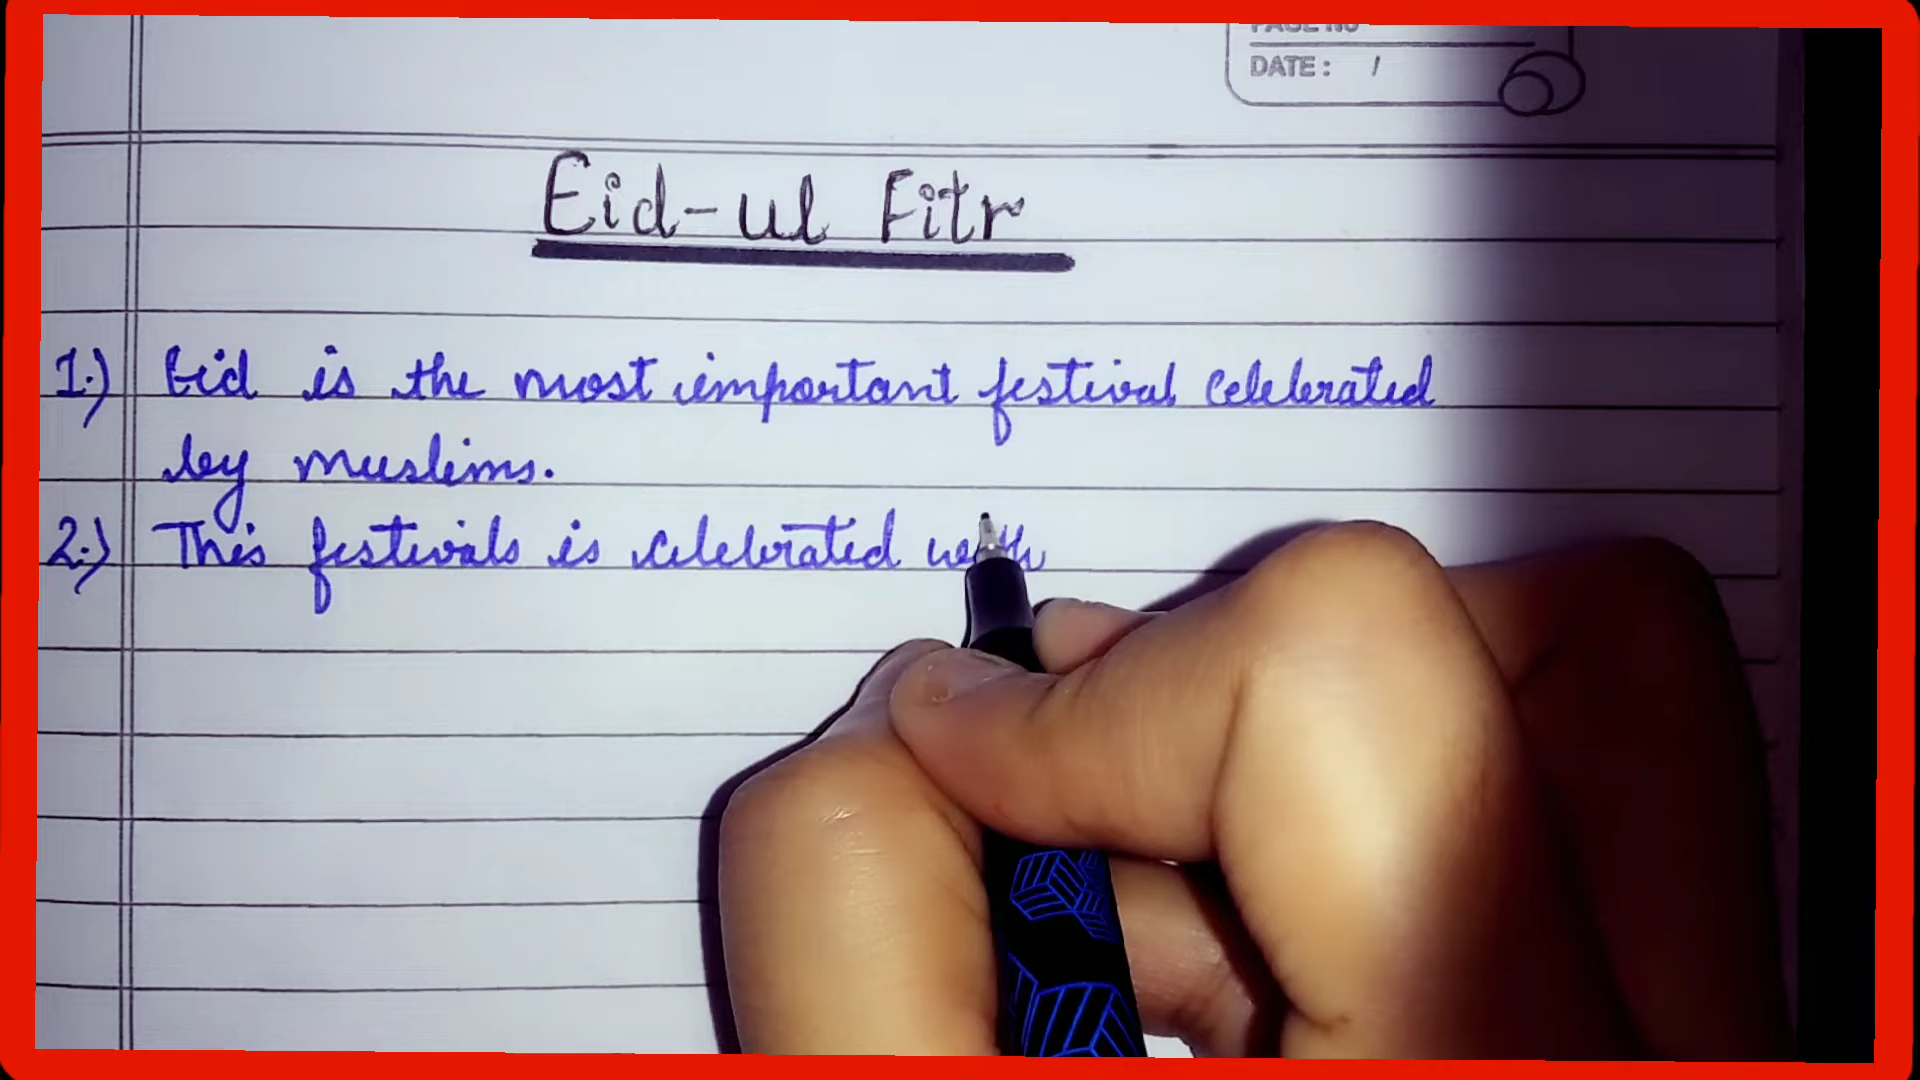 DATE : /
Eid-ul Fitr
1.) Eid is the most important festival celebrated
by muslims.
2.) This festivals is celebrated with